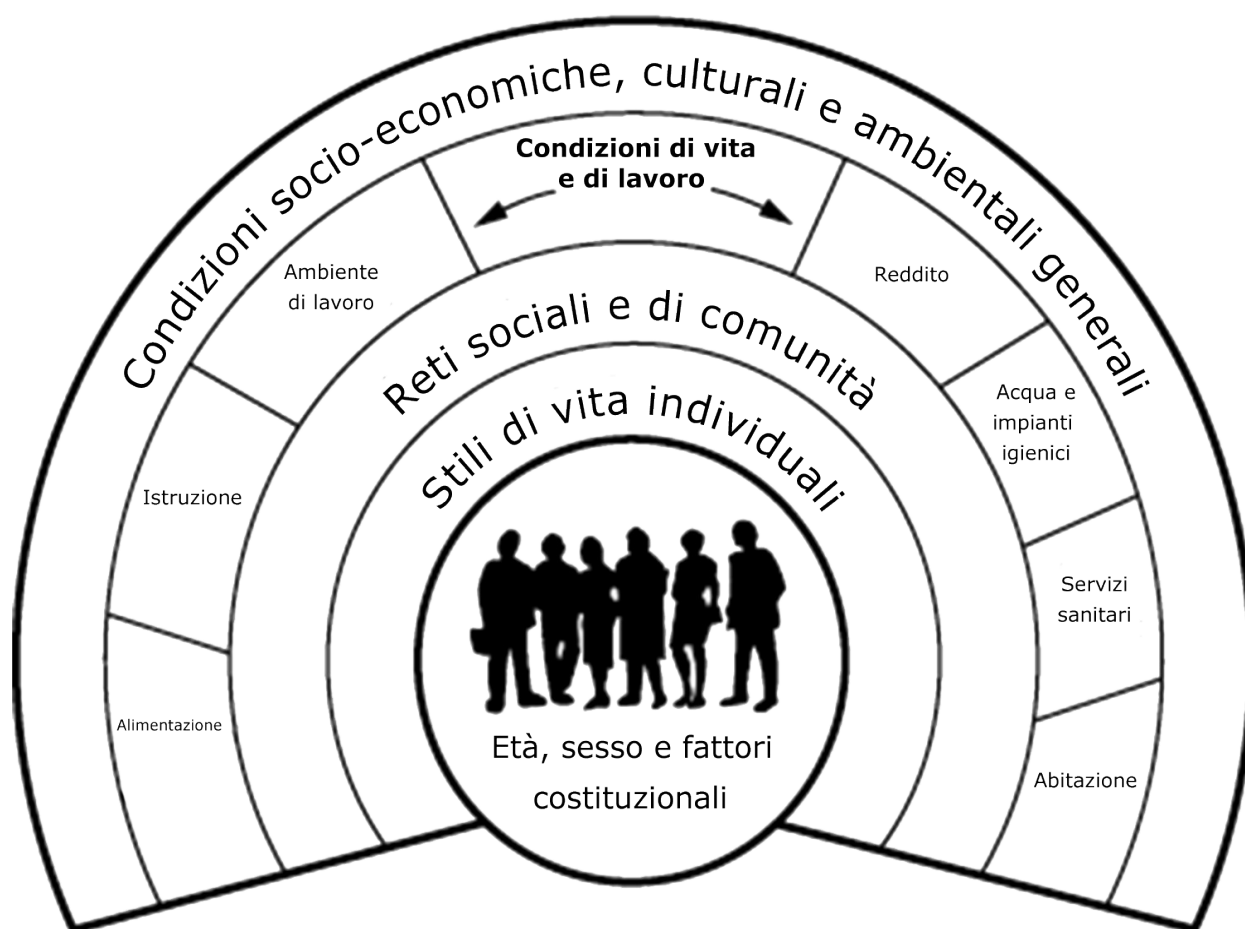 Condizioni socio-economiche, culturali e ambientali generali
Condizioni di vita
e di lavoro
Ambiente
di lavoro
Istruzione
Alimentazione
Reddito
Acqua e
impianti
igienici
Servizi
sanitari
Abitazione
Reti sociali e di comunità
Stili di vita individuali
Età, sesso e fattori
costituzionali